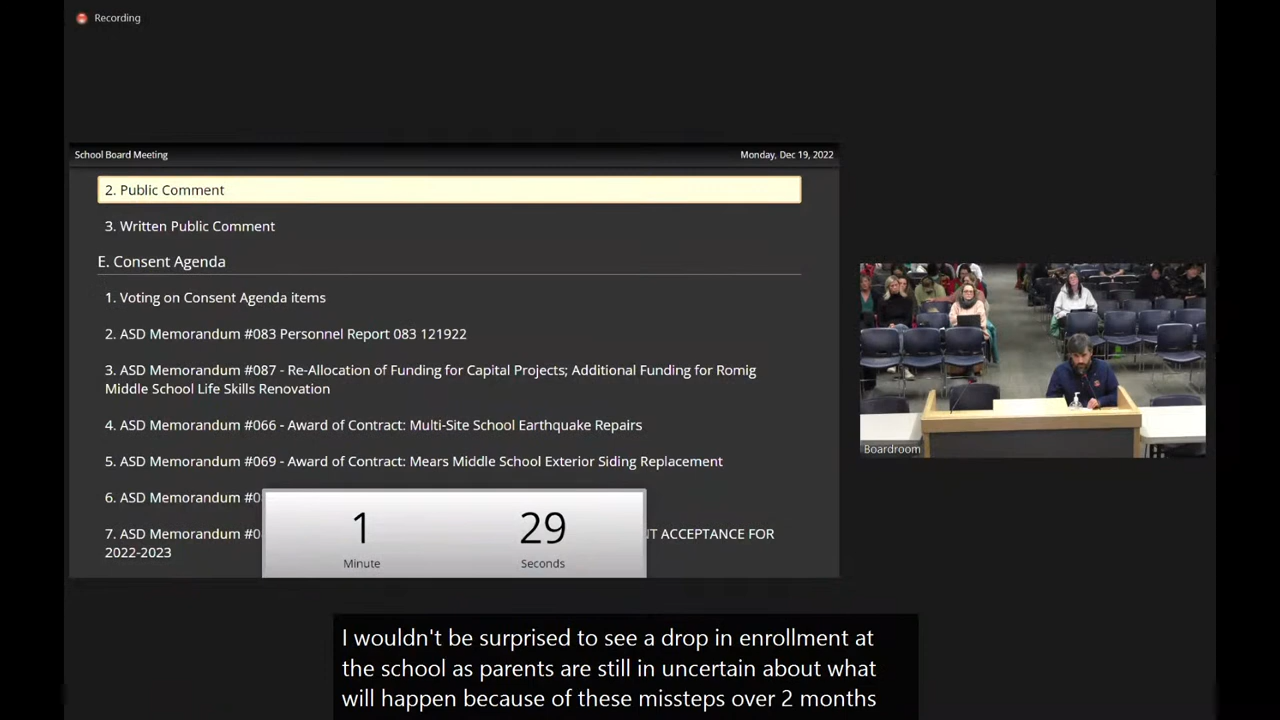 Recording
School Board Meeting
Monday, Dec 19, 2022
2. Public Comment
3. Written Public Comment
E. Consent Agenda
1. Voting on Consent Agenda items
2. ASD Memorandum #083 Personnel Report 083 121922
3. ASD Memorandum #087 - Re-Allocation of Funding for Capital Projects; Additional Funding for Romig
Middle School Life Skills Renovation
4. ASD Memorandum #066 - Award of Contract: Multi-Site School Earthquake Repairs
5. ASD Memorandum #069 - Award of Contract: Mears Middle School Exterior Siding Replacement
6. ASD Memorandum #0
7. ASD Memorandum #0 NT ACCEPTANCE FOR
2022-2023
1 29
Minute Seconds
Boardroom
I wouldn't be surprised to see a drop in enrollment at
the school as parents are still in uncertain about what
will happen because of these missteps over 2 months